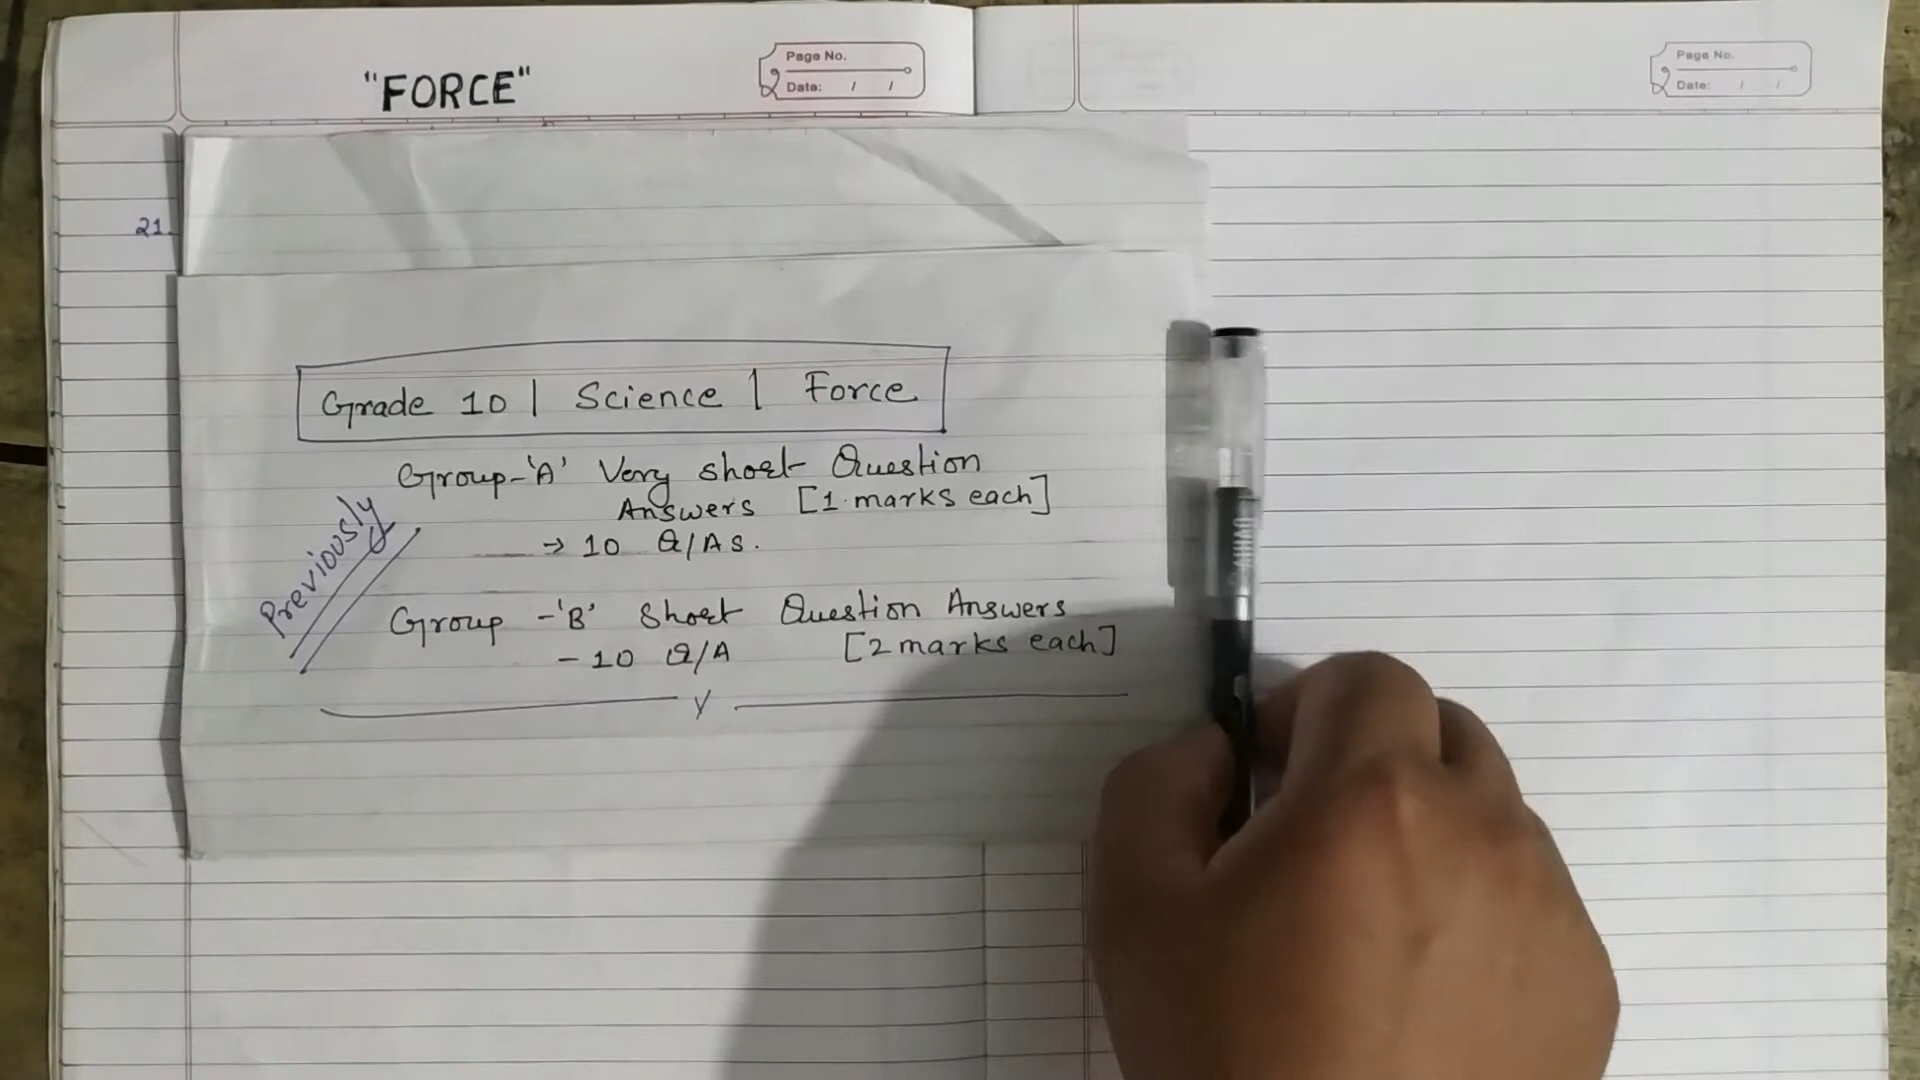 "FORCE"
Page No.
Date: / /
Page No.
Date: / /
21.
Grade 10 | Science | Force
Group-'A' Very short Question
Answers [1 marks each]
→ 10 Q/As.
Previously
Group -'B' Short Question Answers
- 10 Q/A [2 marks each]